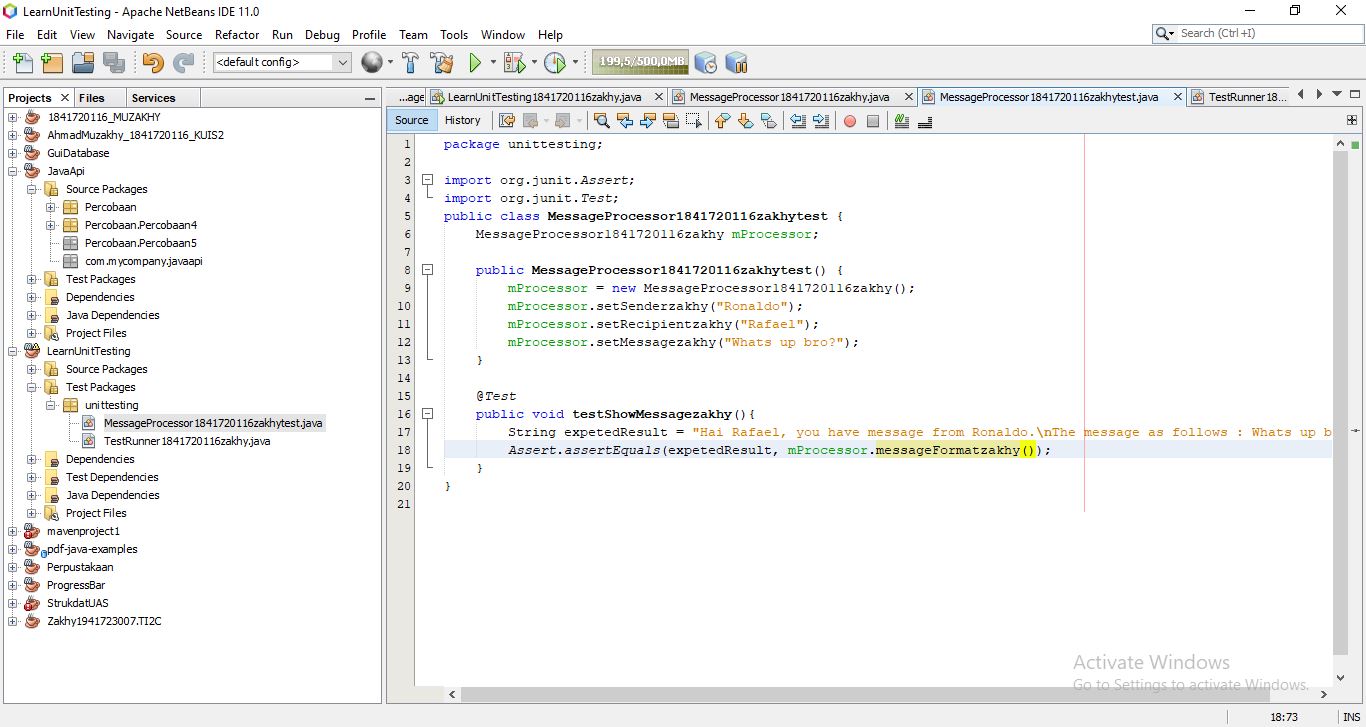 LearnUnitTesting - Apache NetBeans IDE 11.0
File Edit View Navigate Source Refactor Run Debug Profile Team Tools Window Help
Search (Ctrl+I)
<default config>
199,5/500,0MB
Projects Files Services
1841720116_MUZAKHY
AhmadMuzakhy_1841720116_KUIS2
GuiDatabase
JavaApi
Source Packages
Percobaan
Percobaan.Percobaan4
Percobaan.Percobaan5
com.mycompany.javaapi
Test Packages
Dependencies
Java Dependencies
Project Files
LearnUnitTesting
Source Packages
Test Packages
unittesting
MessageProcessor1841720116zakhytest.java
TestRunner1841720116zakhy.java
Dependencies
Test Dependencies
Java Dependencies
Project Files
mavenproject1
pdf-java-examples
Perpustakaan
ProgressBar
StrukdatUAS
Zakhy1941723007.TI2C
...age LearnUnitTesting1841720116zakhy.java MessageProcessor1841720116zakhy.java MessageProcessor1841720116zakhytest.java TestRunner18...
Source History
1 package unittesting;
2
3 import org.junit.Assert;
4 import org.junit.Test;
5 public class MessageProcessor1841720116zakhytest {
6 MessageProcessor1841720116zakhy mProcessor;
7
8 public MessageProcessor1841720116zakhytest() {
9 mProcessor = new MessageProcessor1841720116zakhy();
10 mProcessor.setSenderzakhy("Ronaldo");
11 mProcessor.setRecipientzakhy("Rafael");
12 mProcessor.setMessagezakhy("Whats up bro?");
13 }
14
15 @Test
16 public void testShowMessagezakhy(){
17 String expetedResult = "Hai Rafael, you have message from Ronaldo.\nThe message as follows : Whats up b
18 Assert.assertEquals(expetedResult, mProcessor.messageFormatzakhy());
19 }
20 }
21
Activate Windows
Go to Settings to activate Windows.
18:73 INS